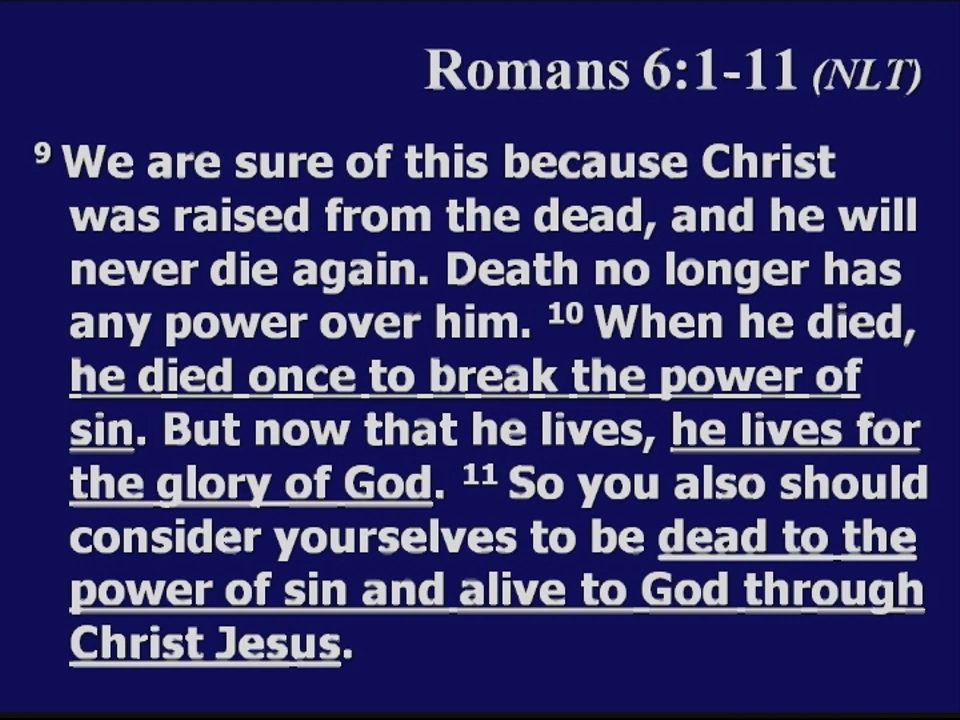 Romans 6:1-11 (NLT)
9 We are sure of this because Christ
was raised from the dead, and he will
never die again. Death no longer has
any power over him. 10 When he died,
he died once to break the power of
sin. But now that he lives, he lives for
the glory of God. 11 So you also should
consider yourselves to be dead to the
power of sin and alive to God through
Christ Jesus.